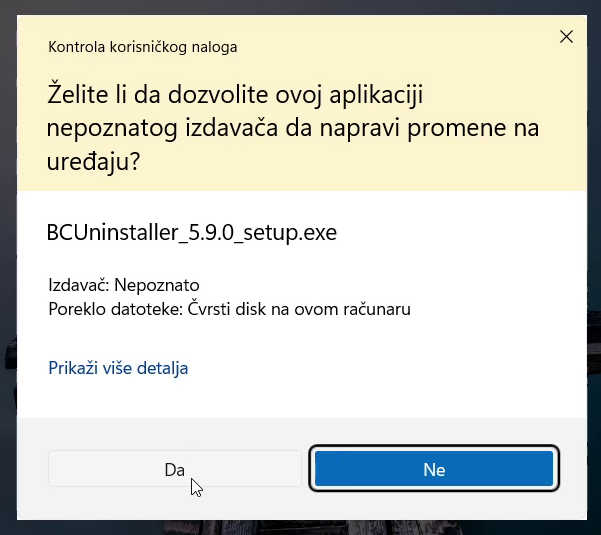 Kontrola korisničkog naloga
Želite li da dozvolite ovoj aplikaciji
nepoznatog izdavača da napravi promene na
uređaju?
BCUninstaller_5.9.0_setup.exe
Izdavač: Nepoznato
Poreklo datoteke: Čvrsti disk na ovom računaru
Prikaži više detalja
Da
Ne